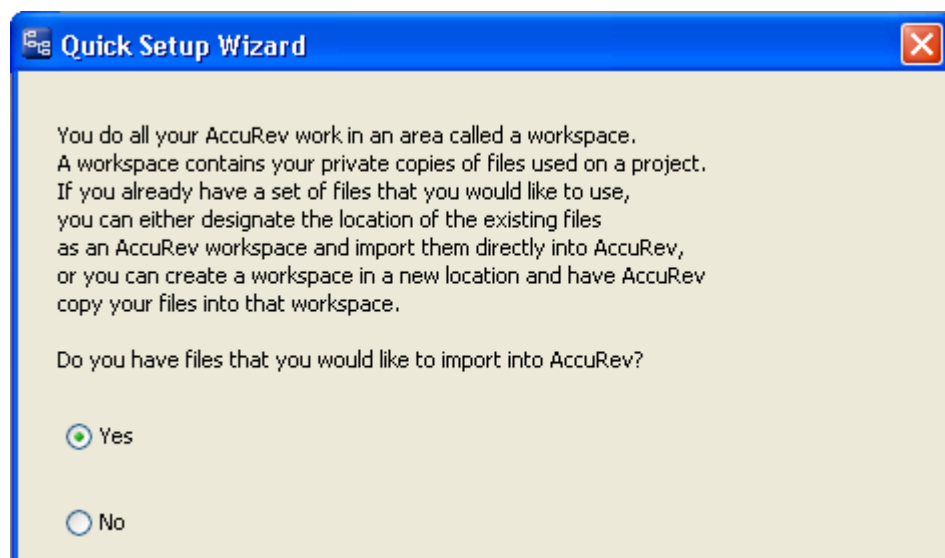 Quick Setup Wizard
You do all your AccuRev work in an area called a workspace.
A workspace contains your private copies of files used on a project.
If you already have a set of files that you would like to use,
you can either designate the location of the existing files
as an AccuRev workspace and import them directly into AccuRev,
or you can create a workspace in a new location and have AccuRev
copy your files into that workspace.
Do you have files that you would like to import into AccuRev?
Yes
No